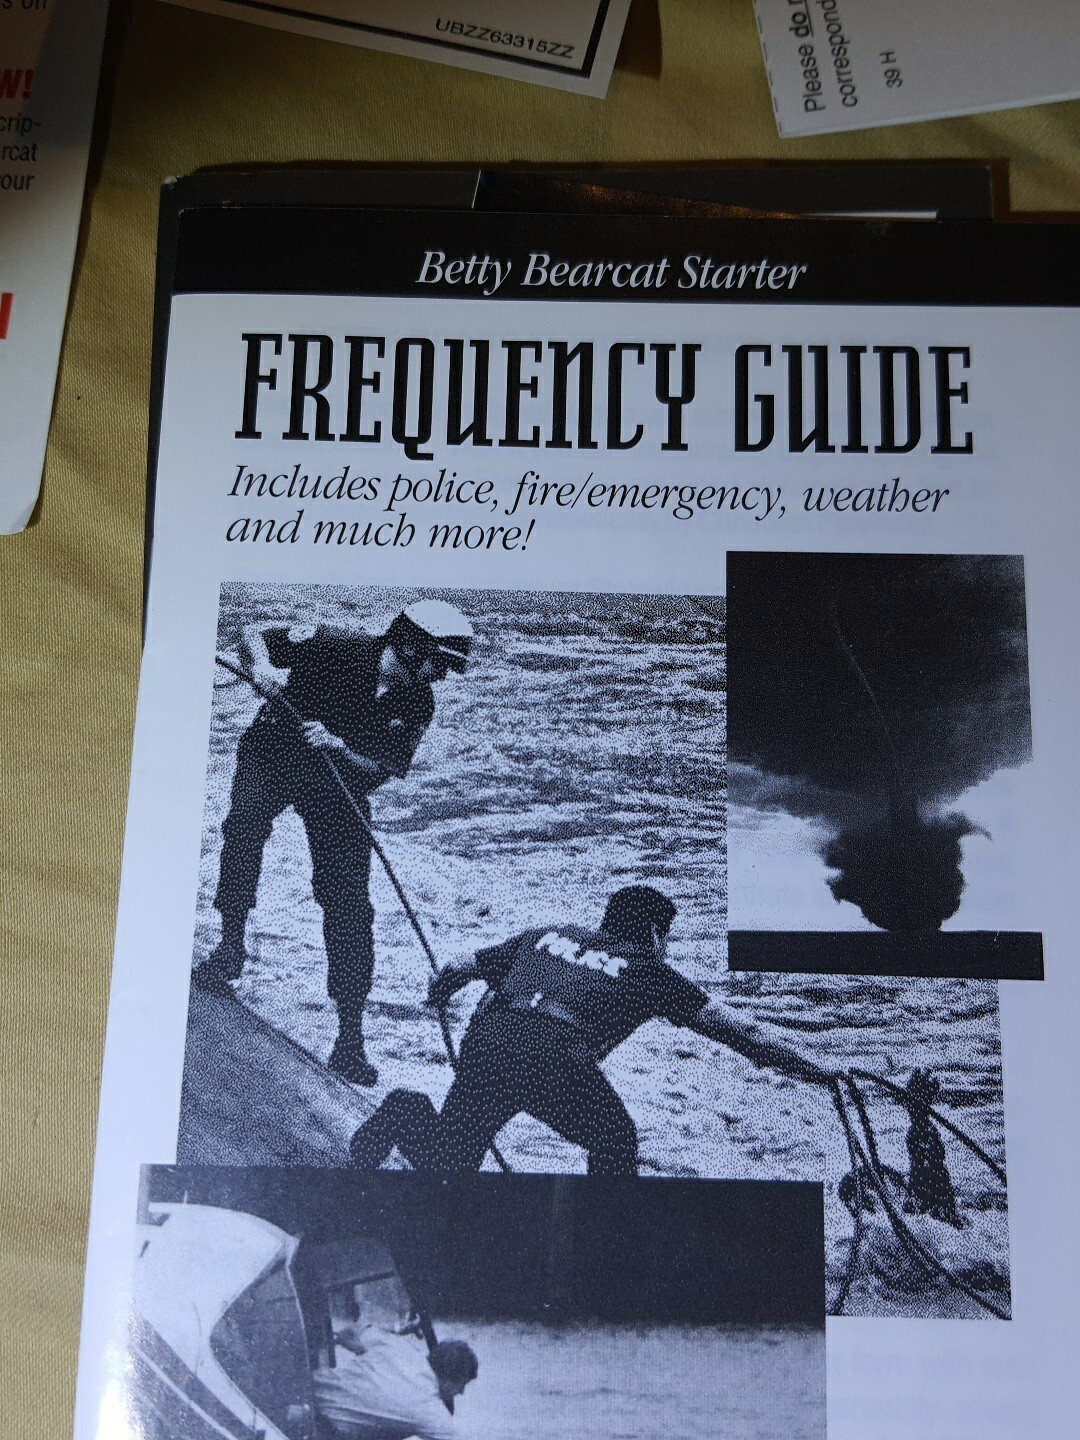 s on
W!
crip-
rcat
our
UBZZ63315ZZ
Please do
correspond
39 H
Betty Bearcat Starter
FREQUENCY GUIDE
Includes police, fire/emergency, weather
and much more!
POLICE